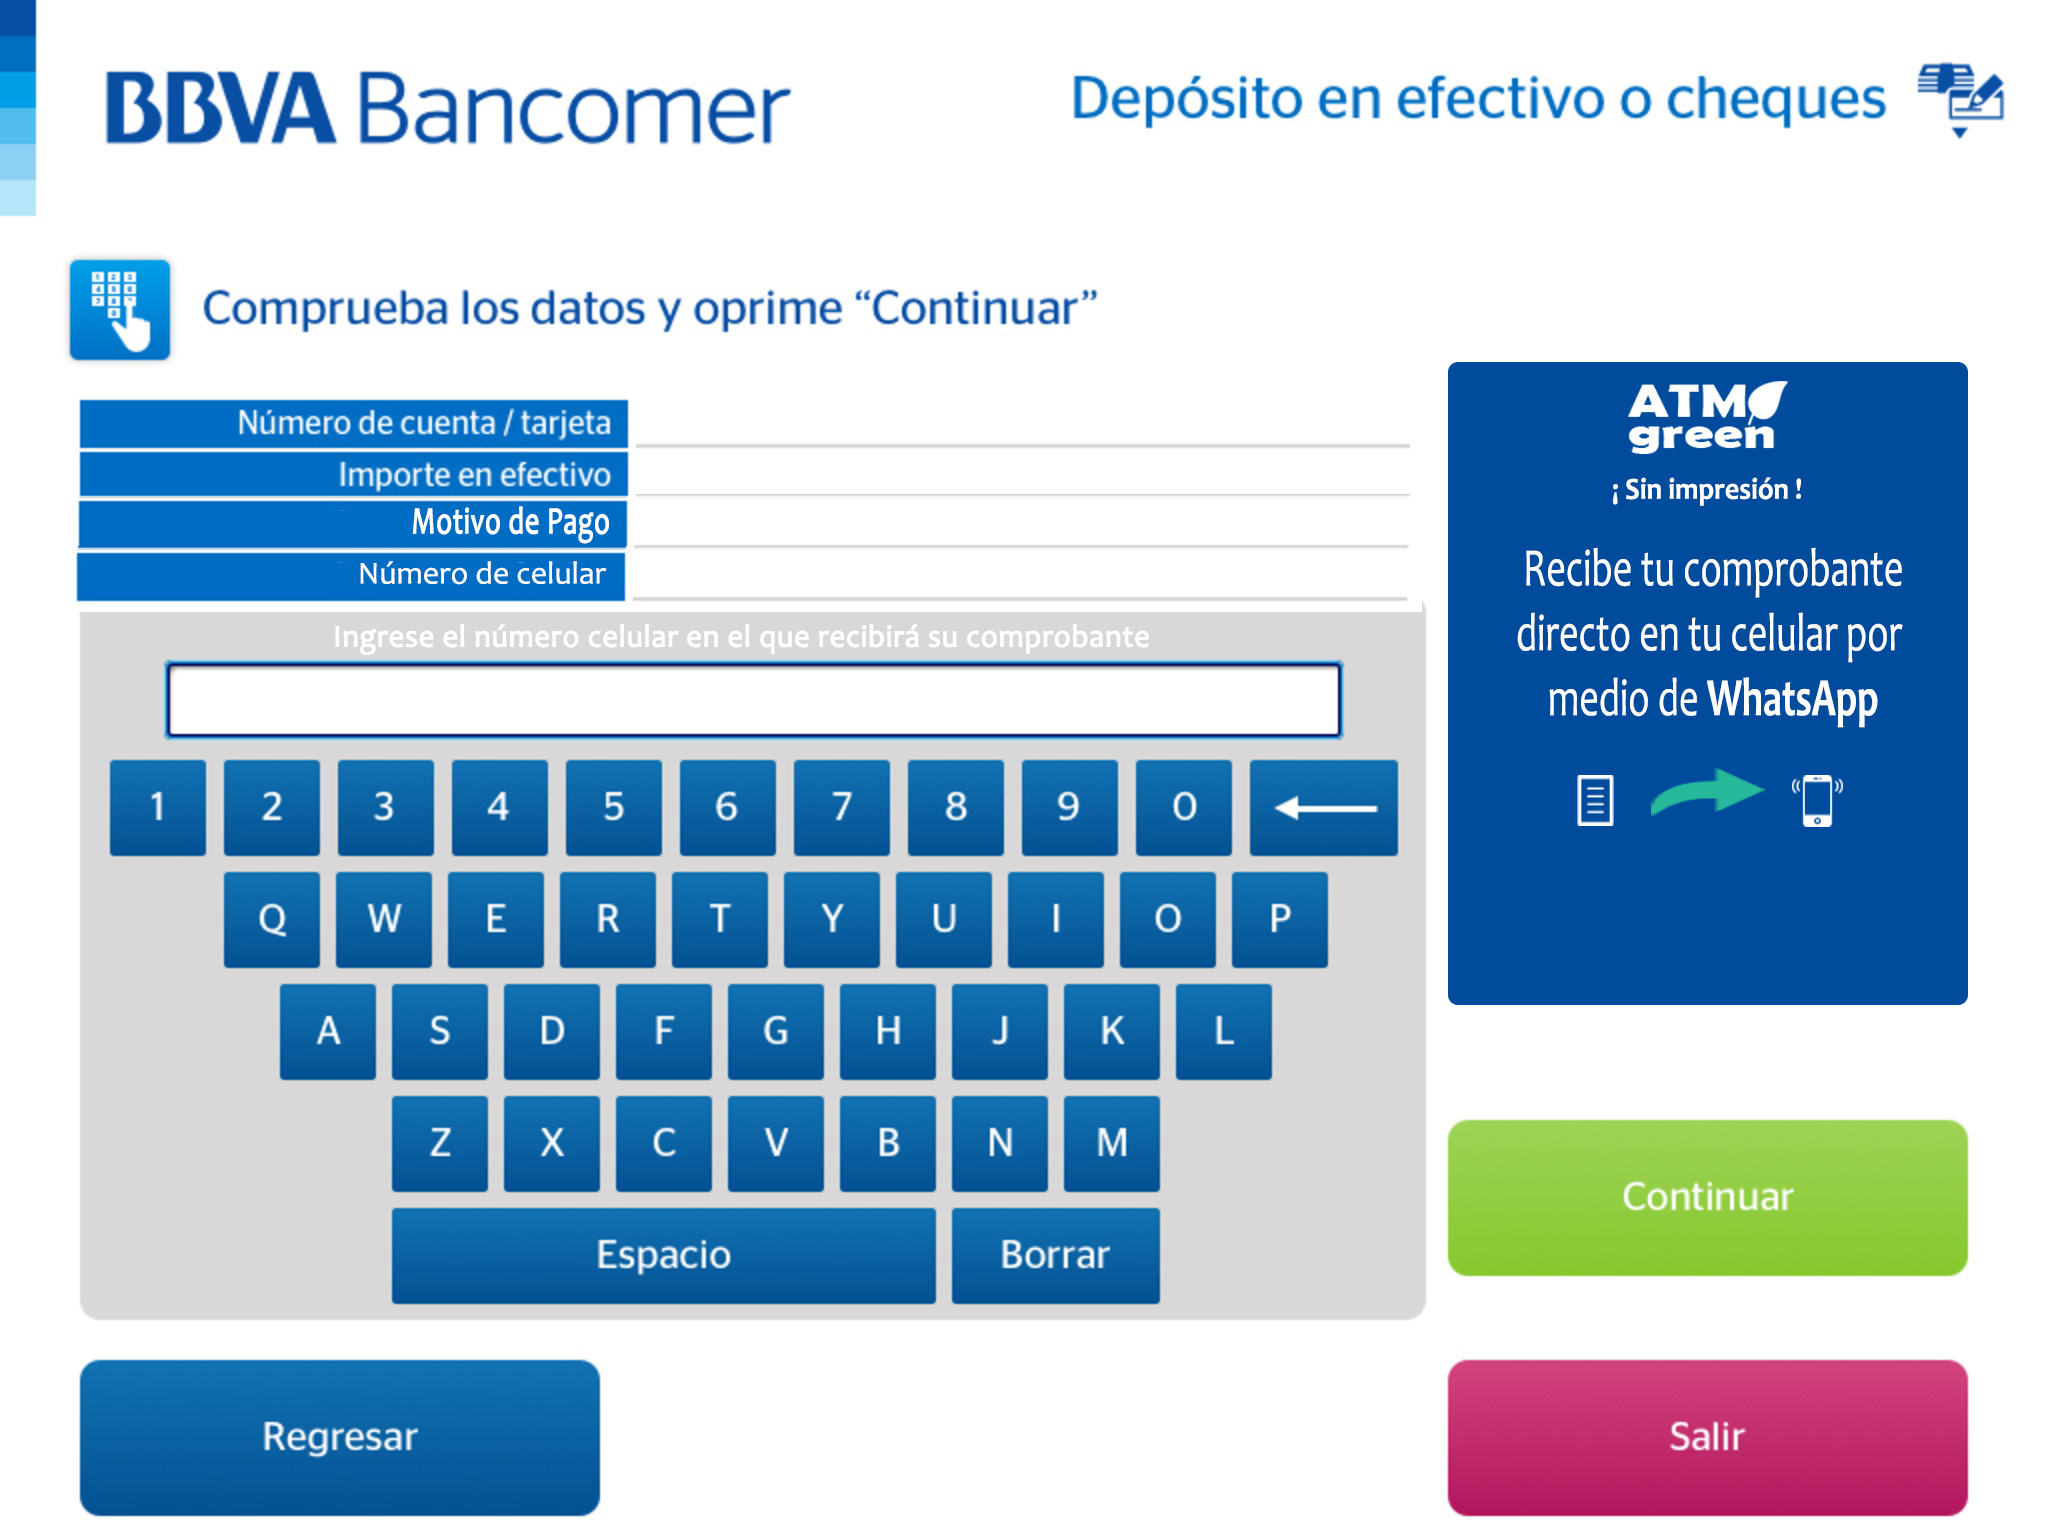 BBVA Bancomer
Depósito en efectivo o cheques
Comprueba los datos y oprime “Continuar”
Número de cuenta / tarjeta
Importe en efectivo
Motivo de Pago
Número de celular
Ingrese el número celular en el que recibirá su comprobante
1 2 3 4 5 6 7 8 9 0
Q W E R T Y U I O P
A S D F G H J K L
Z X C V B N M
Espacio Borrar
ATM
green
¡ Sin impresión !
Recibe tu comprobante
directo en tu celular por
medio de WhatsApp
Continuar
Regresar
Salir